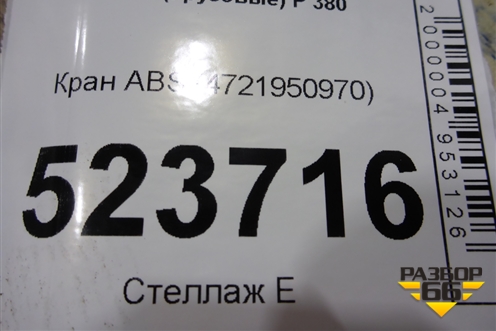 P 380
Кран ABS (4721950970)
523716
Стеллаж Е
2000004953126
РАЗБОР
66